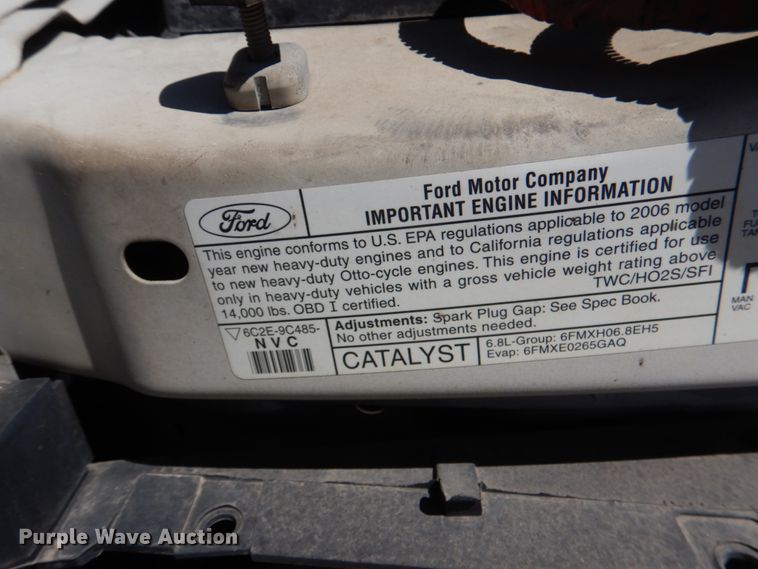 Ford
Ford Motor Company
IMPORTANT ENGINE INFORMATION
This engine conforms to U.S. EPA regulations applicable to 2006 model
year new heavy-duty engines and to California regulations applicable
to new heavy-duty Otto-cycle engines. This engine is certified for use
only in heavy-duty vehicles with a gross vehicle weight rating above
14,000 lbs. OBD I certified.
TWC/HO2S/SFI
6C2E-9C485-
NVC
Adjustments: Spark Plug Gap: See Spec Book.
No other adjustments needed.
CATALYST
6.8L-Group: 6FMXH06.8EH5
Evap: 6FMXE0265GAQ
MAN
VAC
Purple Wave Auction